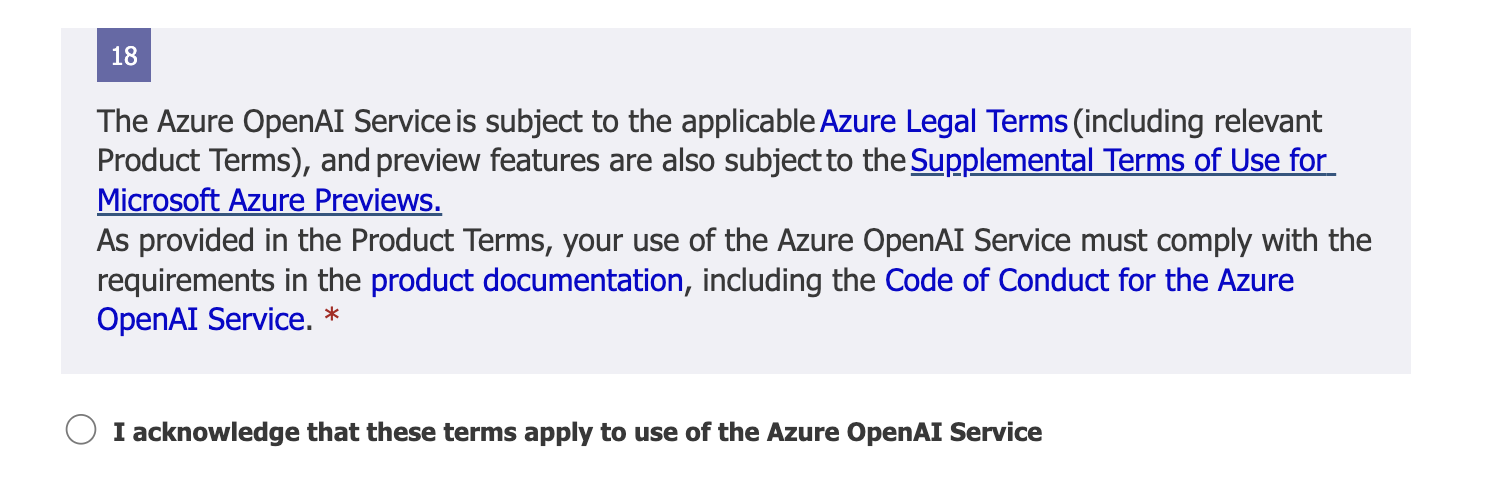 18
The Azure OpenAI Service is subject to the applicable Azure Legal Terms (including relevant
Product Terms), and preview features are also subject to the Supplemental Terms of Use for
Microsoft Azure Previews.
As provided in the Product Terms, your use of the Azure OpenAI Service must comply with the
requirements in the product documentation, including the Code of Conduct for the Azure
OpenAI Service. *
I acknowledge that these terms apply to use of the Azure OpenAI Service